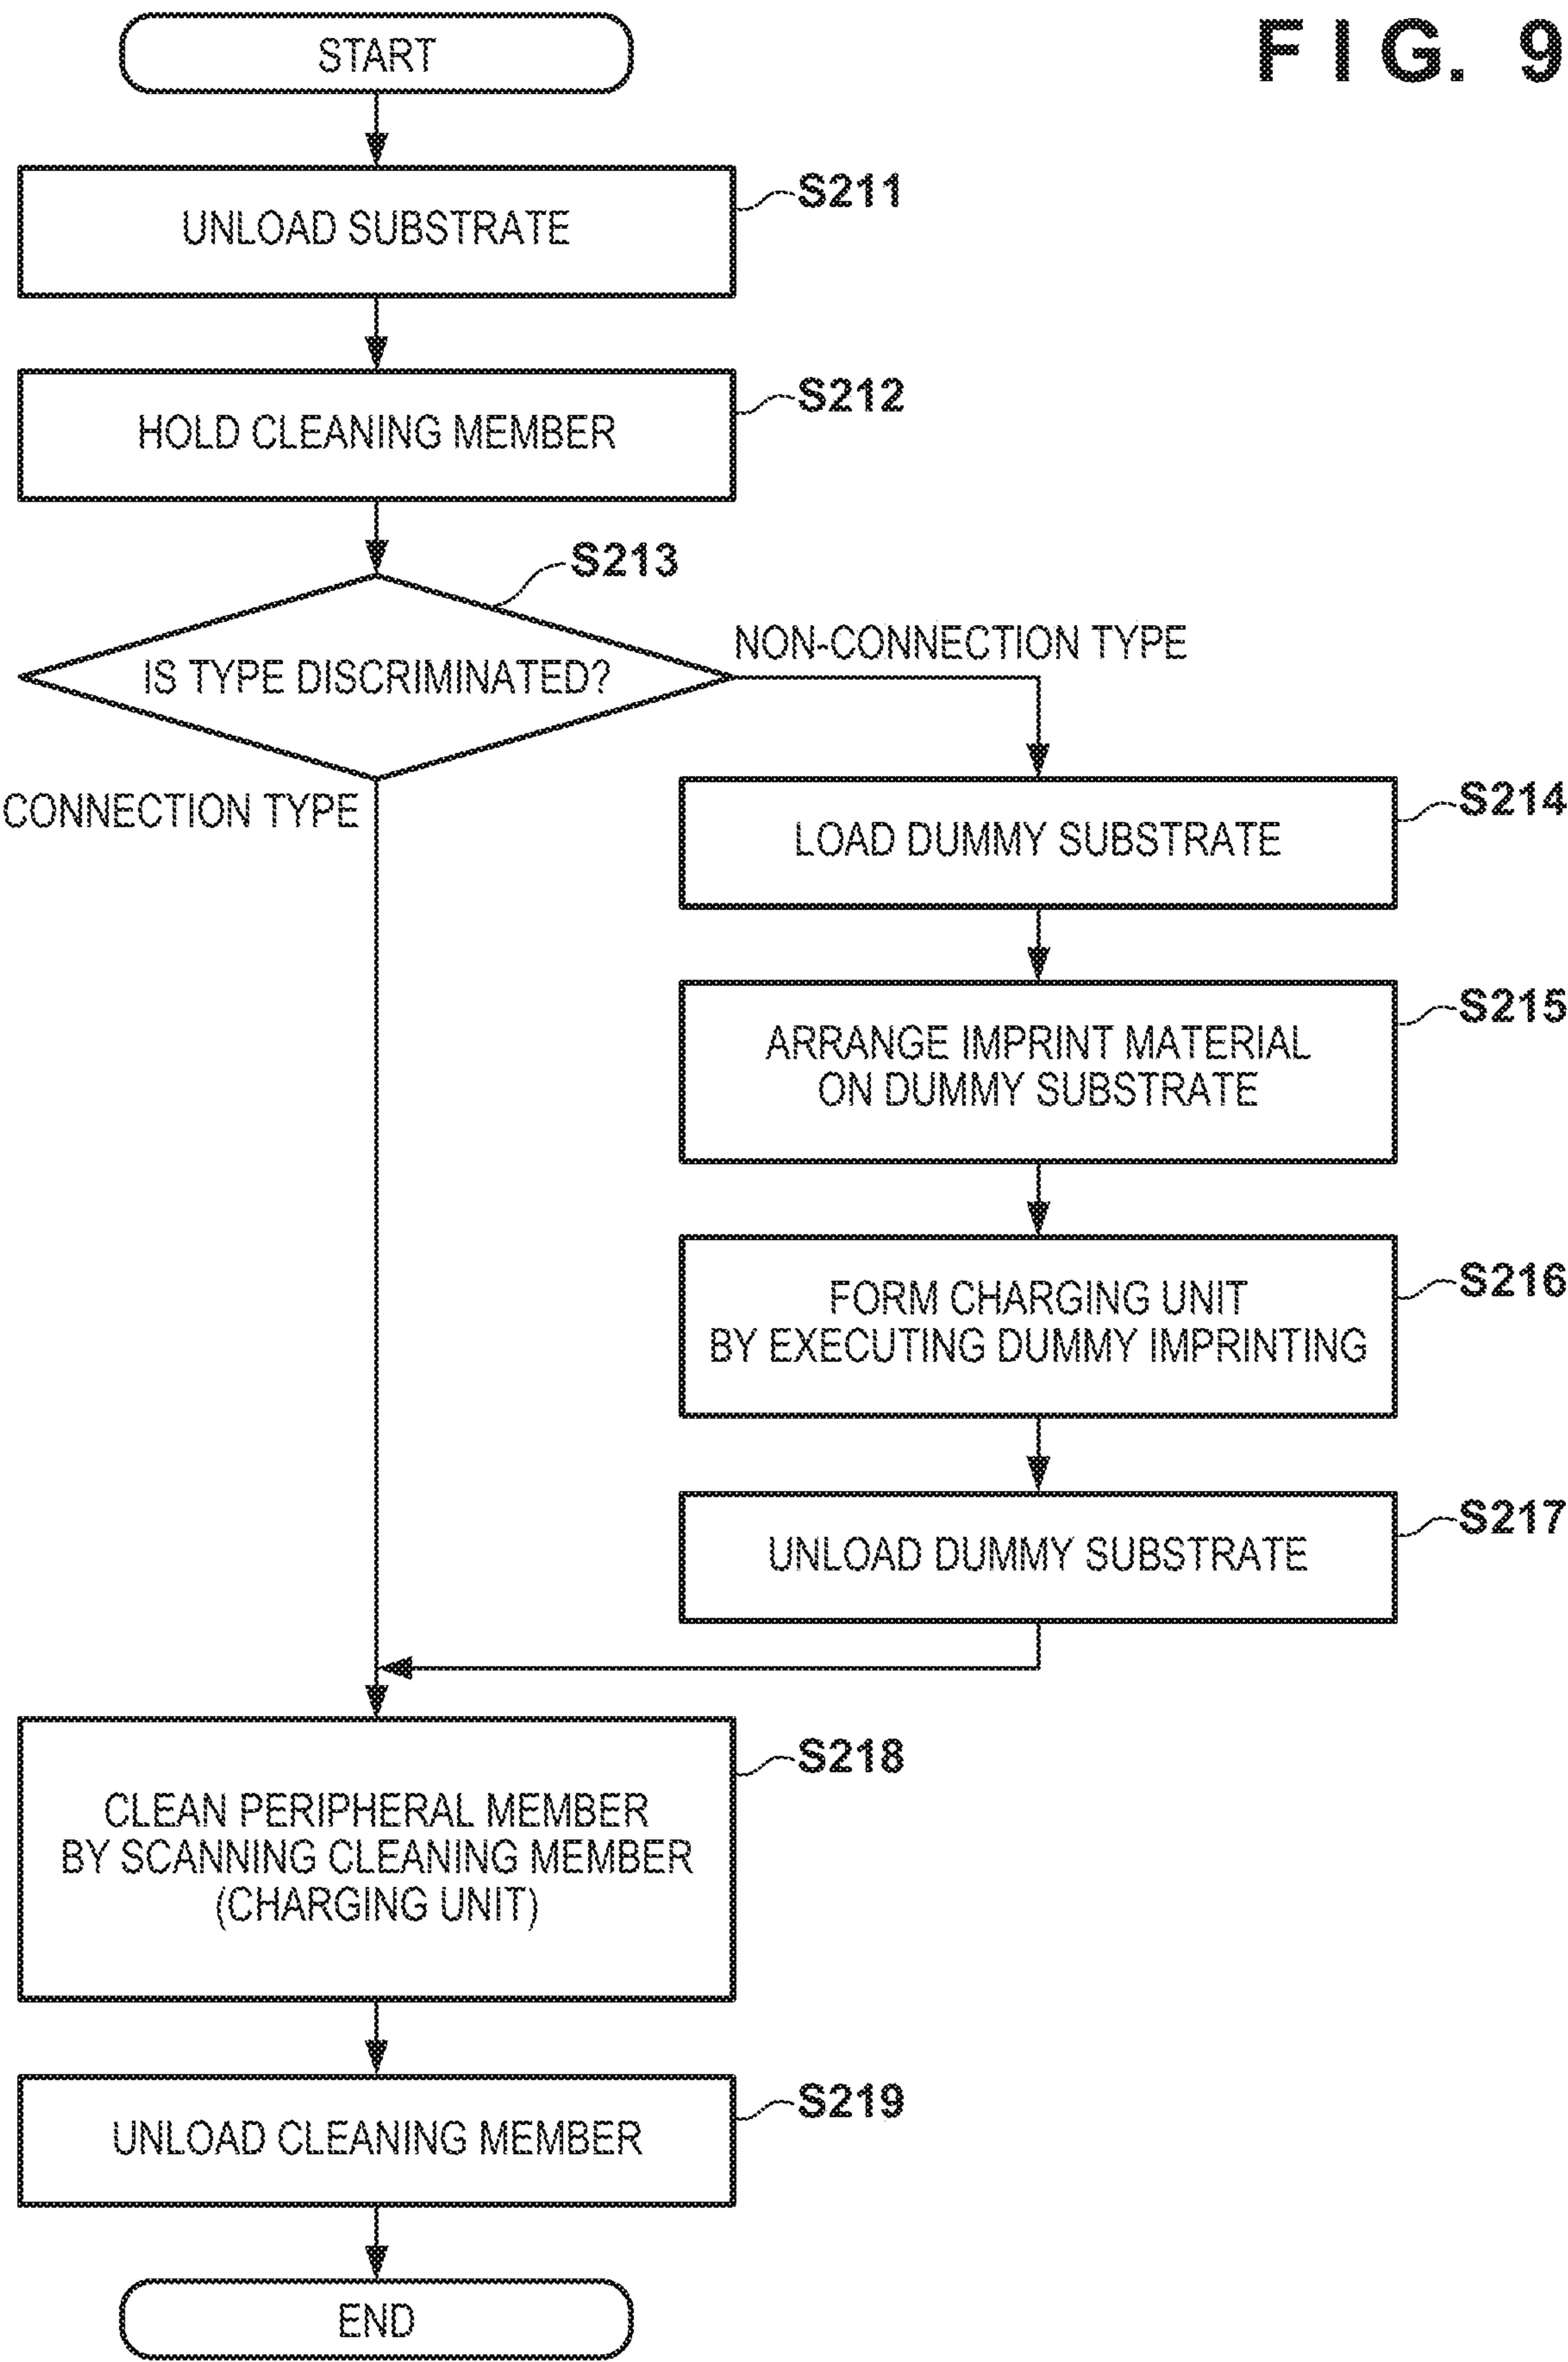 FIG. 9
START
S211
UNLOAD SUBSTRATE
S212
HOLD CLEANING MEMBER
S213
IS TYPE DISCRIMINATED?
NON-CONNECTION TYPE
CONNECTION TYPE
S214
LOAD DUMMY SUBSTRATE
S215
ARRANGE IMPRINT MATERIAL
ON DUMMY SUBSTRATE
S216
FORM CHARGING UNIT
BY EXECUTING DUMMY IMPRINTING
S217
UNLOAD DUMMY SUBSTRATE
S218
CLEAN PERIPHERAL MEMBER
BY SCANNING CLEANING MEMBER
(CHARGING UNIT)
S219
UNLOAD CLEANING MEMBER
END